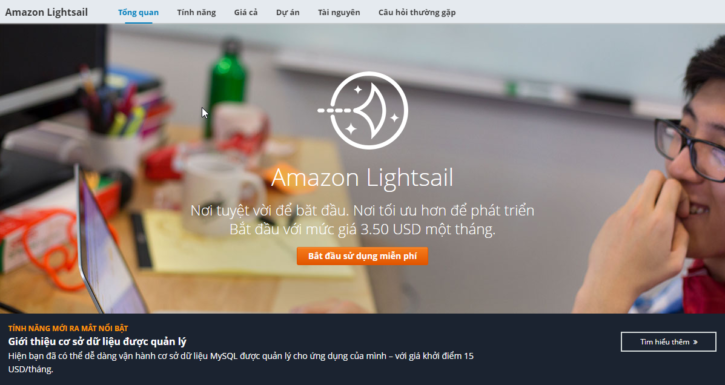 Amazon Lightsail
Tổng quan
Tính năng
Giá cả
Dự án
Tài nguyên
Câu hỏi thường gặp
Amazon Lightsail
Nơi tuyệt vời để bắt đầu. Nơi tối ưu hơn để phát triển
Bắt đầu với mức giá 3.50 USD một tháng.
Bắt đầu sử dụng miễn phí
TÍNH NĂNG MỚI RA MẮT NỔI BẬT
Giới thiệu cơ sở dữ liệu được quản lý
Hiện bạn đã có thể dễ dàng vận hành cơ sở dữ liệu MySQL được quản lý cho ứng dụng của mình – với giá khởi điểm 15
USD/tháng.
Tìm hiểu thêm »